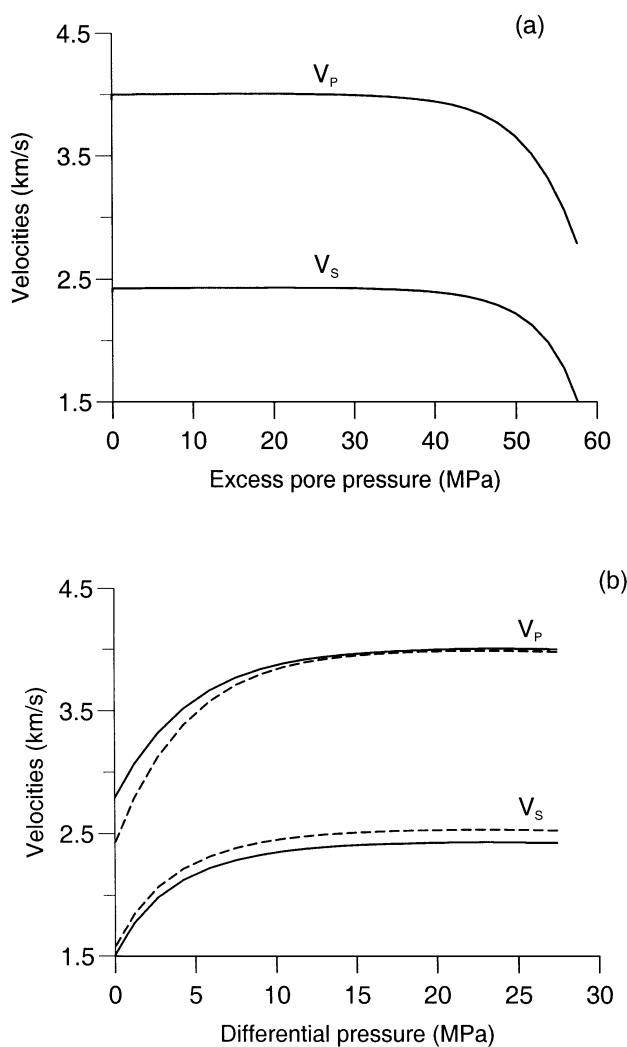 (a)
4.5
V_P
3.5
Velocities (km/s)
V_S
2.5
1.5
0 10 20 30 40 50 60
Excess pore pressure (MPa)
(b)
4.5
V_P
3.5
Velocities (km/s)
V_S
2.5
1.5
0 5 10 15 20 25 30
Differential pressure (MPa)